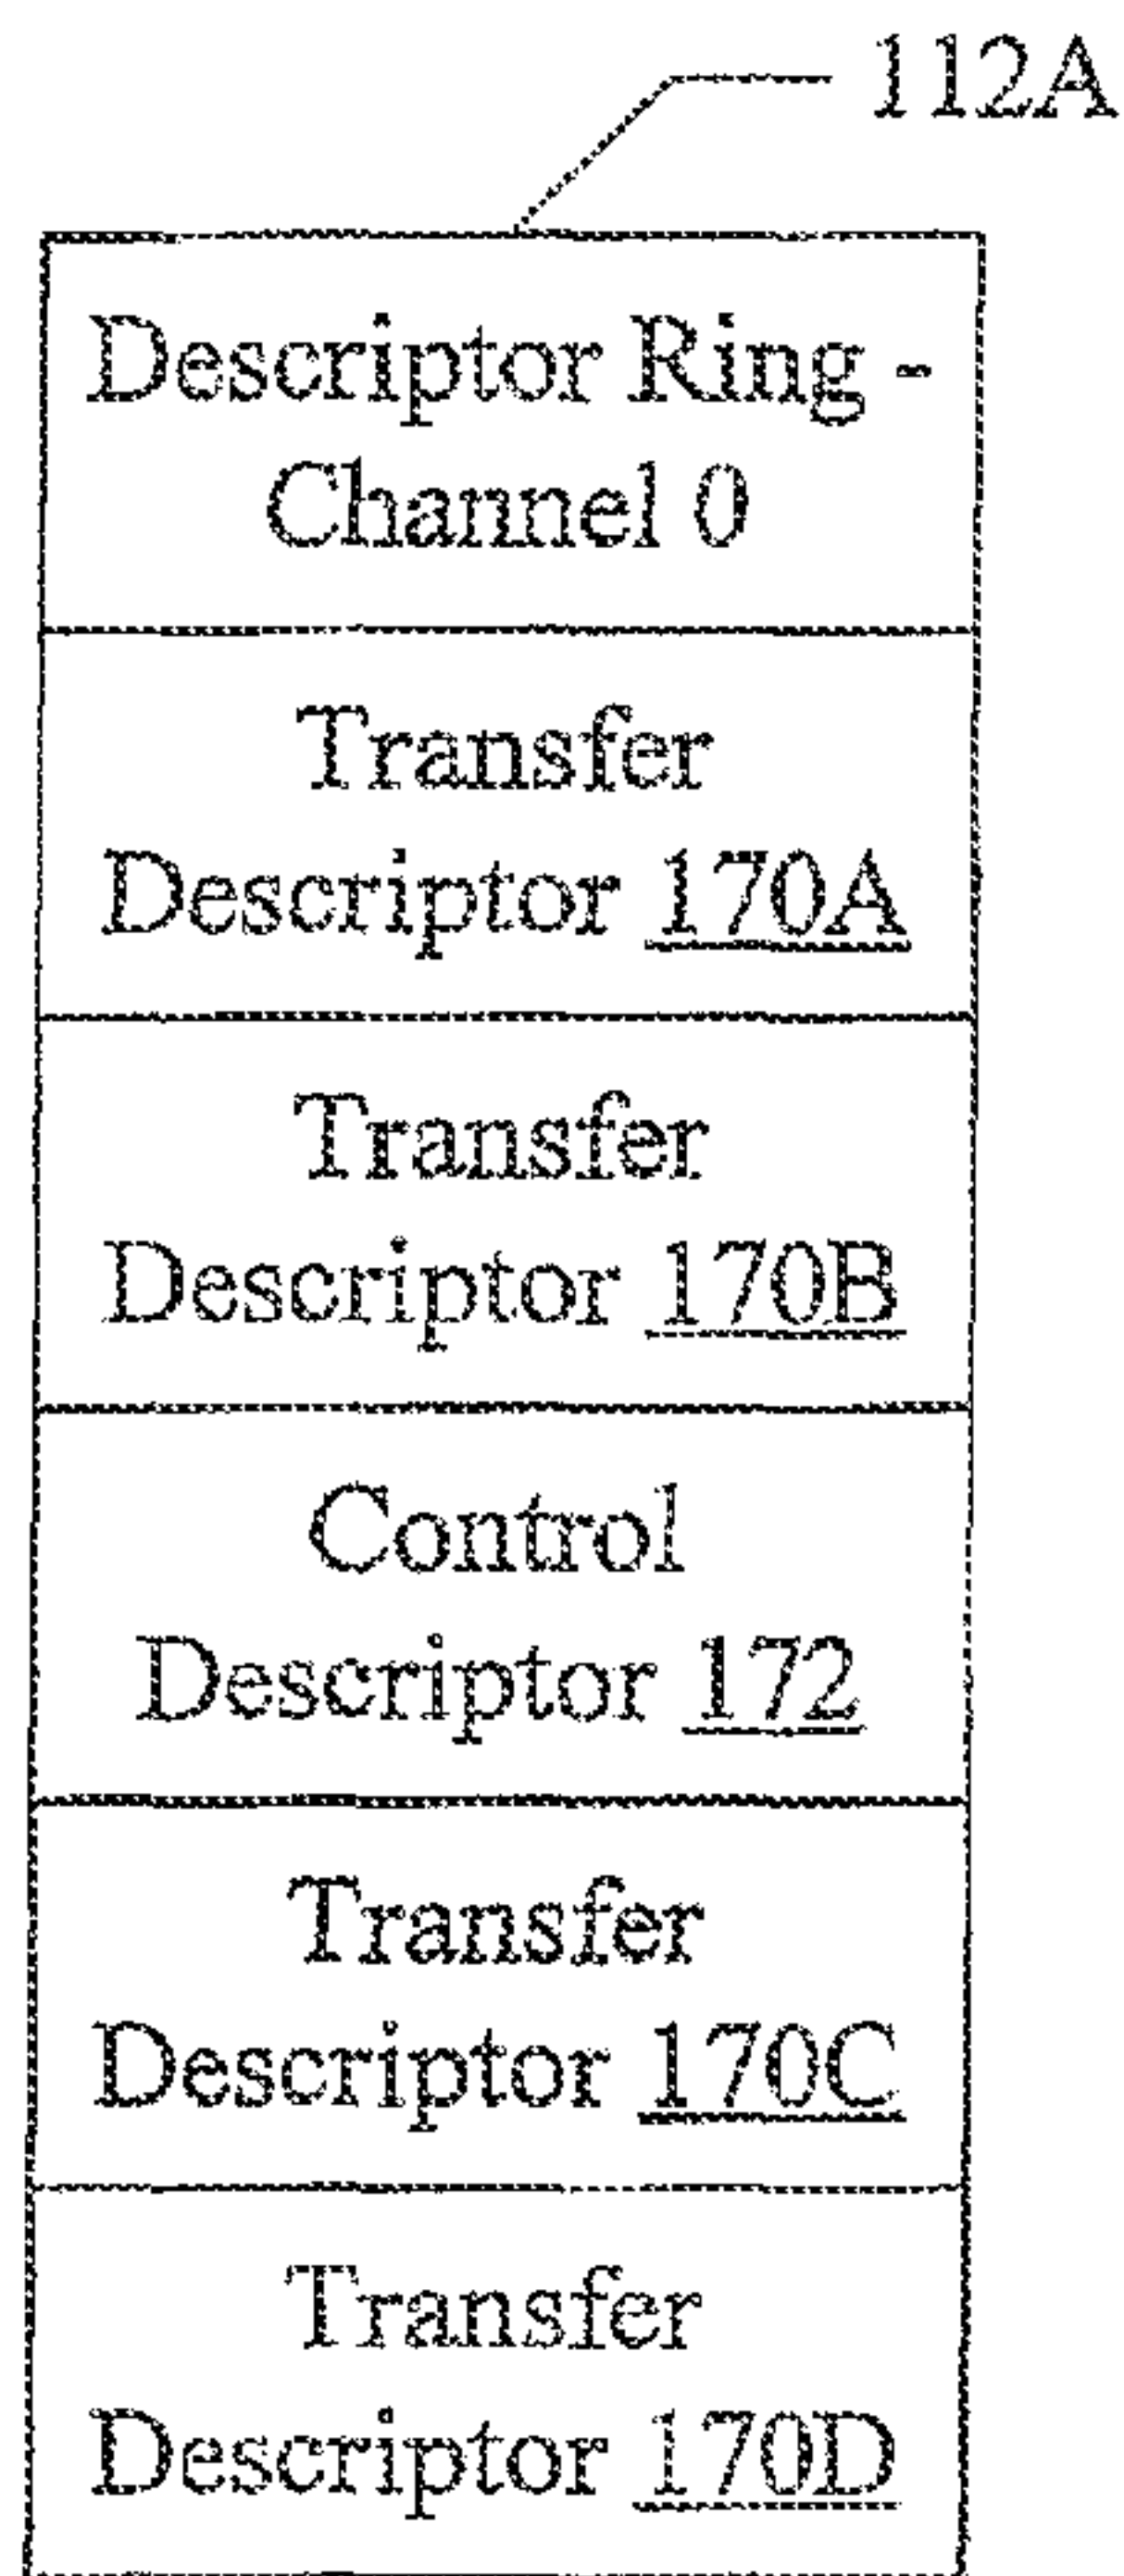 112A
Descriptor Ring -
Channel 0
Transfer
Descriptor 170A
Transfer
Descriptor 170B
Control
Descriptor 172
Transfer
Descriptor 170C
Transfer
Descriptor 170D